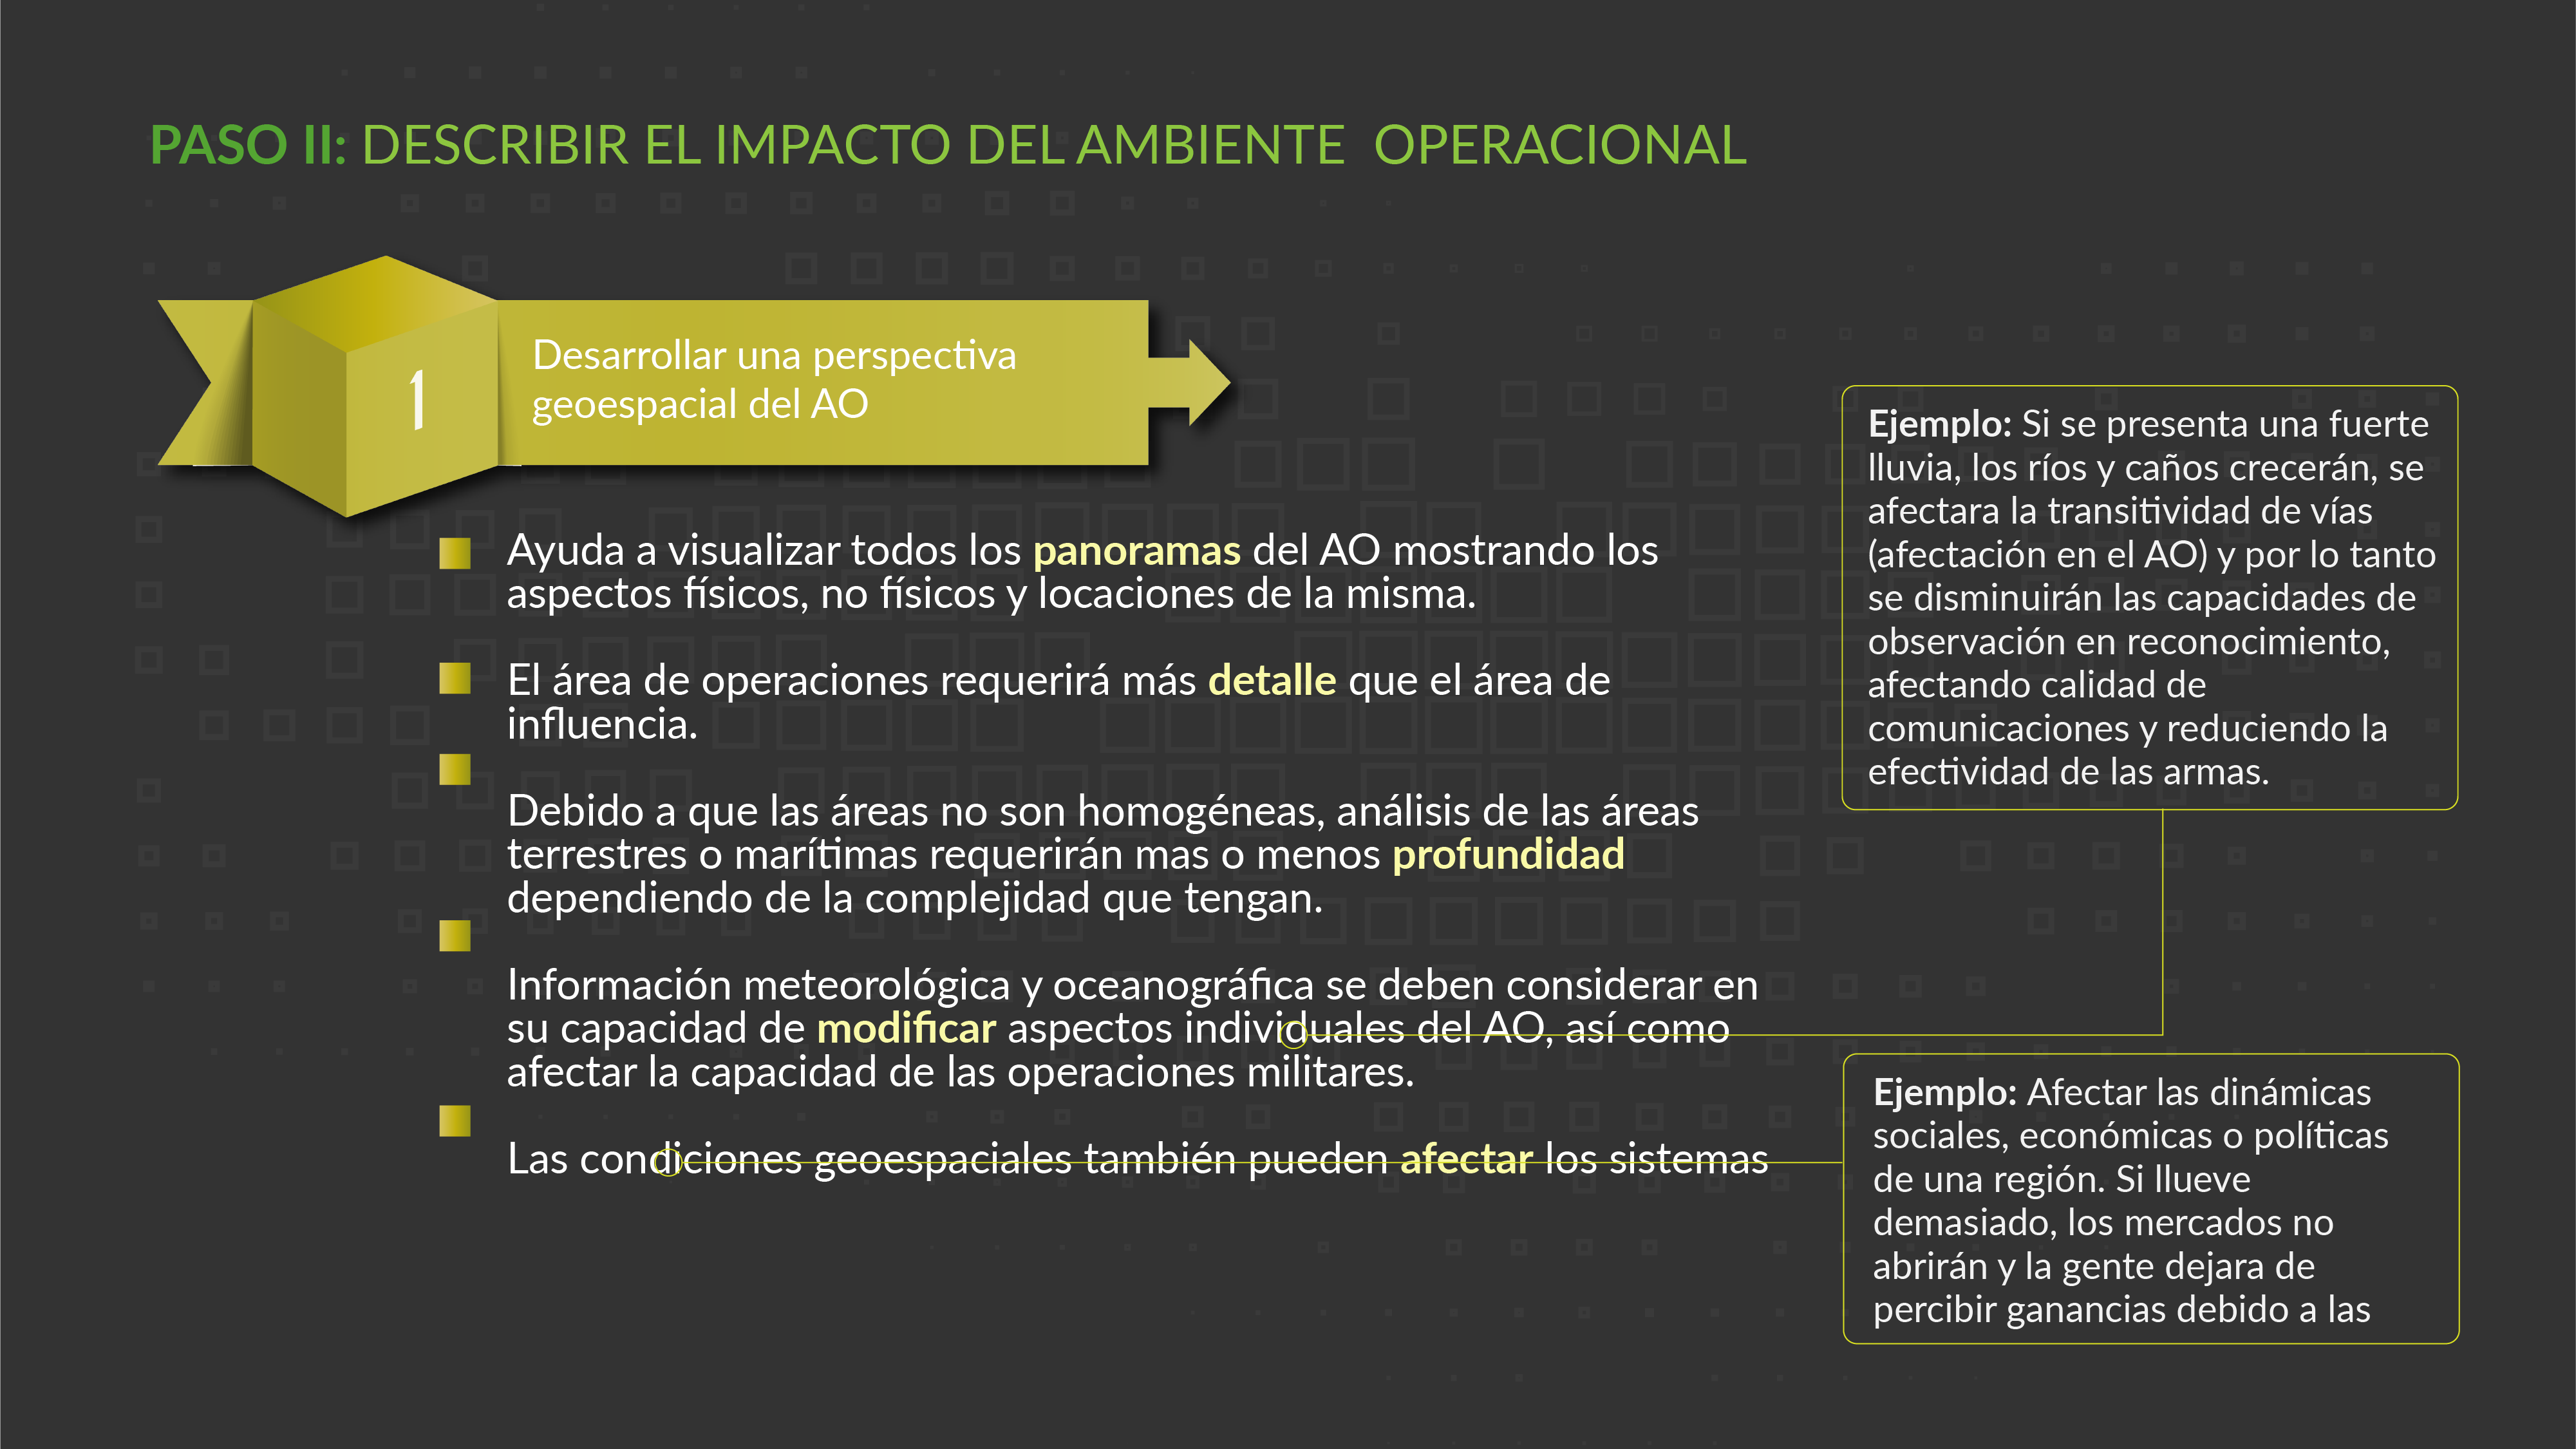 PASO II: DESCRIBIR EL IMPACTO DEL AMBIENTE  OPERACIONAL
1
Desarrollar una perspectiva
geoespacial del AO
Ayuda a visualizar todos los panoramas del AO mostrando los
aspectos físicos, no físicos y locaciones de la misma.
El área de operaciones requerirá más detalle que el área de
influencia.
Debido a que las áreas no son homogéneas, análisis de las áreas
terrestres o marítimas requerirán mas o menos profundidad
dependiendo de la complejidad que tengan.
Información meteorológica y oceanográfica se deben considerar en
su capacidad de modificar aspectos individuales del AO, así como
afectar la capacidad de las operaciones militares.
Las condiciones geoespaciales también pueden afectar los sistemas
Ejemplo: Si se presenta una fuerte
lluvia, los ríos y caños crecerán, se
afectara la transitividad de vías
(afectación en el AO) y por lo tanto
se disminuirán las capacidades de
observación en reconocimiento,
afectando calidad de
comunicaciones y reduciendo la
efectividad de las armas.
Ejemplo: Afectar las dinámicas
sociales, económicas o políticas
de una región. Si llueve
demasiado, los mercados no
abrirán y la gente dejara de
percibir ganancias debido a las